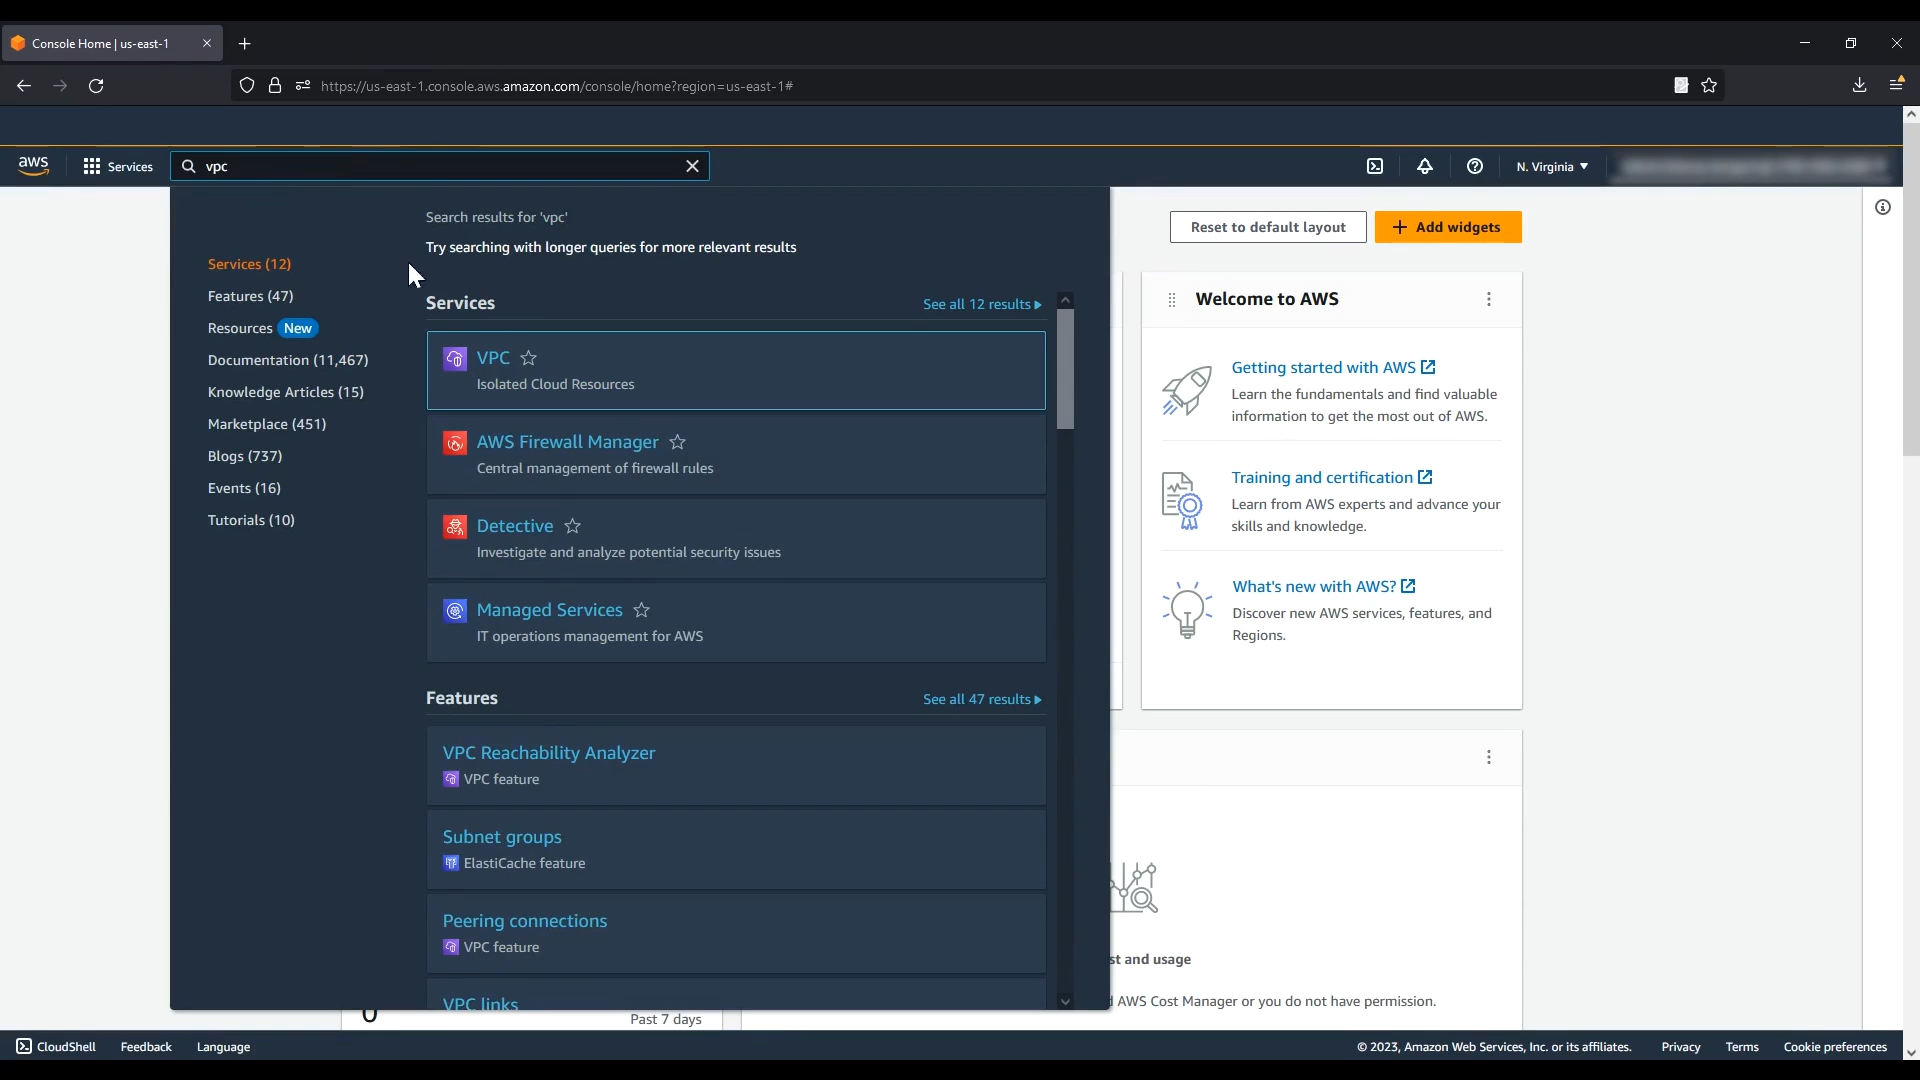 Console Home | us-east-1
https://us-east-1.console.aws.amazon.com/console/home?region=us-east-1#
aws
Services
vpc
N. Virginia
Search results for 'vpc'
Try searching with longer queries for more relevant results
Services (12)
Features (47)
Resources New
Documentation (11,467)
Knowledge Articles (15)
Marketplace (451)
Blogs (737)
Events (16)
Tutorials (10)
Services
See all 12 results
VPC
Isolated Cloud Resources
AWS Firewall Manager
Central management of firewall rules
Detective
Investigate and analyze potential security issues
Managed Services
IT operations management for AWS
Features
See all 47 results
VPC Reachability Analyzer
VPC feature
Subnet groups
ElastiCache feature
Peering connections
VPC feature
VPC links
Reset to default layout
+ Add widgets
Welcome to AWS
Getting started with AWS
Learn the fundamentals and find valuable
information to get the most out of AWS.
Training and certification
Learn from AWS experts and advance your
skills and knowledge.
What's new with AWS?
Discover new AWS services, features, and
Regions.
st and usage
AWS Cost Manager or you do not have permission.
0
Past 7 days
CloudShell
Feedback
Language
© 2023, Amazon Web Services, Inc. or its affiliates.
Privacy
Terms
Cookie preferences